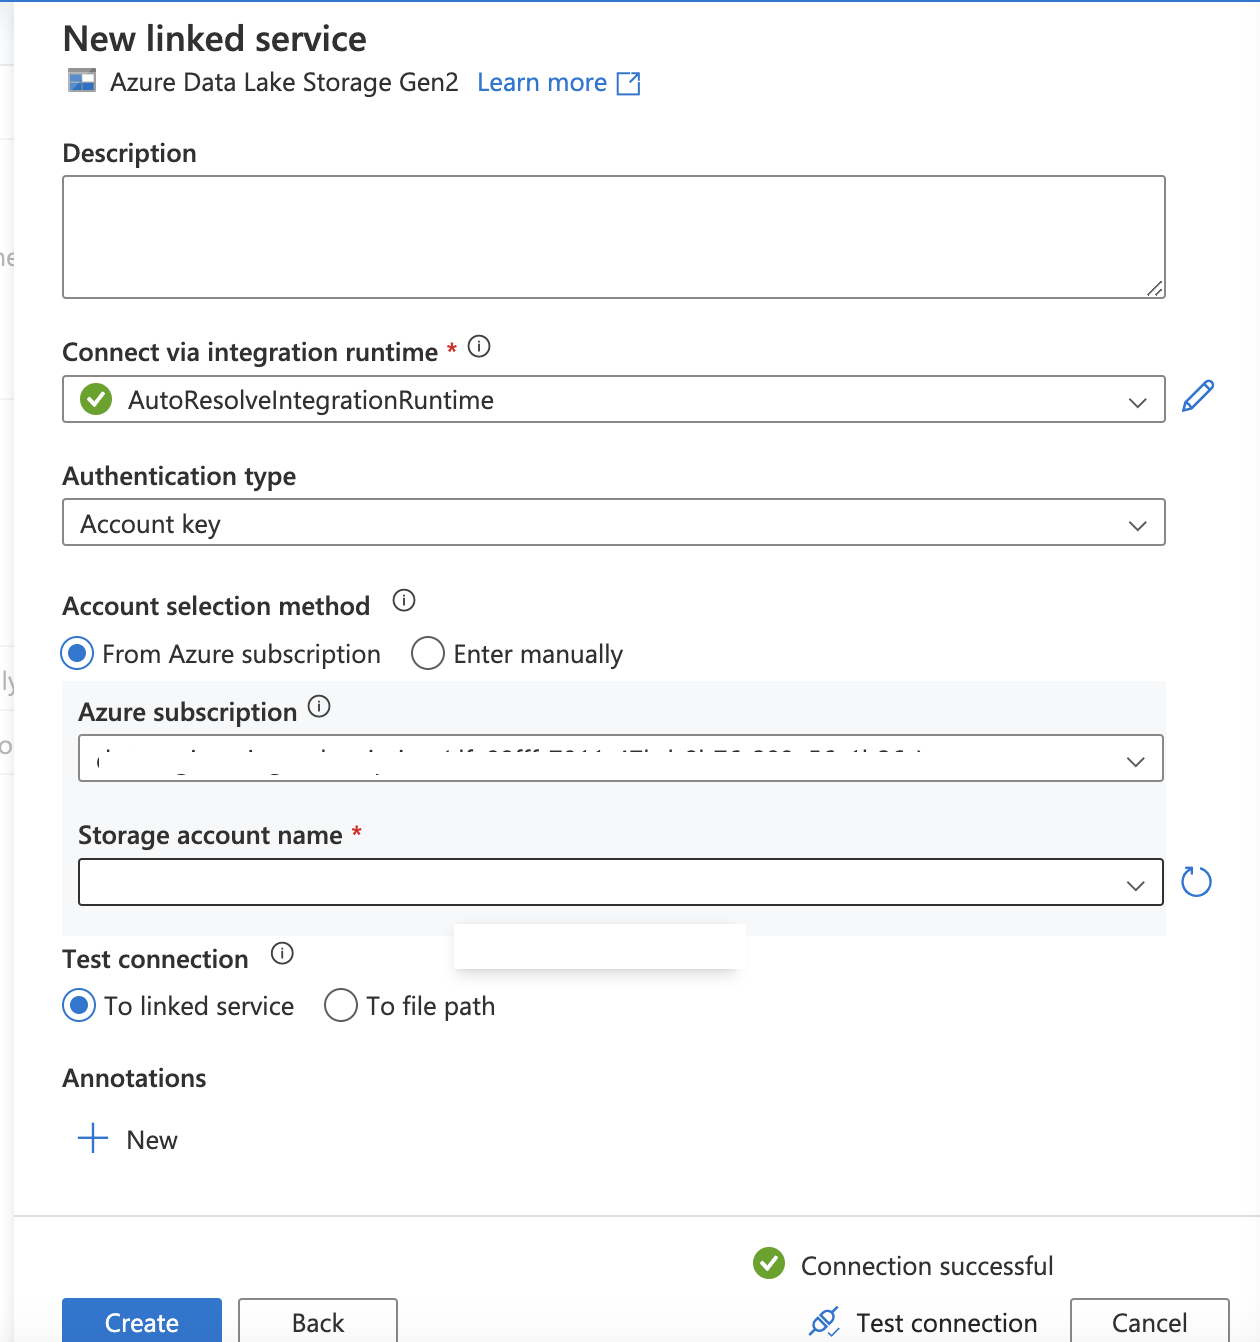 New linked service
Azure Data Lake Storage Gen2 Learn more
Description
Connect via integration runtime *
AutoResolveIntegrationRuntime
Authentication type
Account key
Account selection method
From Azure subscription Enter manually
Azure subscription
Storage account name *
Test connection
To linked service To file path
Annotations
New
Connection successful
Create Back Test connection Cancel